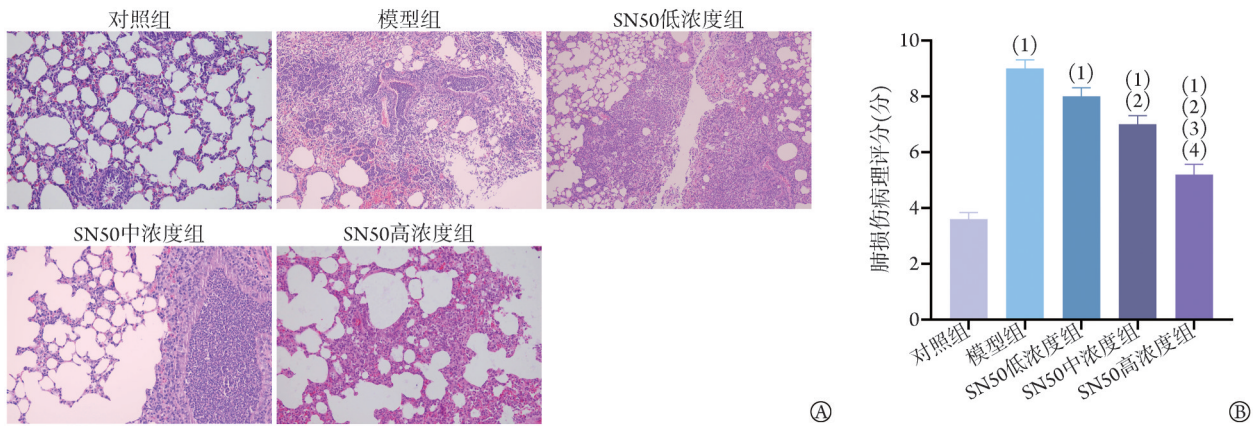 对照组
模型组
SN50低浓度组
SN50中浓度组
SN50高浓度组
Ⓐ
肺损伤病理评分(分)
10
8
6
4
2
0
(1)
(1)
(1)
(2)
(1)
(2)
(3)
(4)
对照组
模型组
SN50低浓度组
SN50中浓度组
SN50高浓度组
Ⓑ